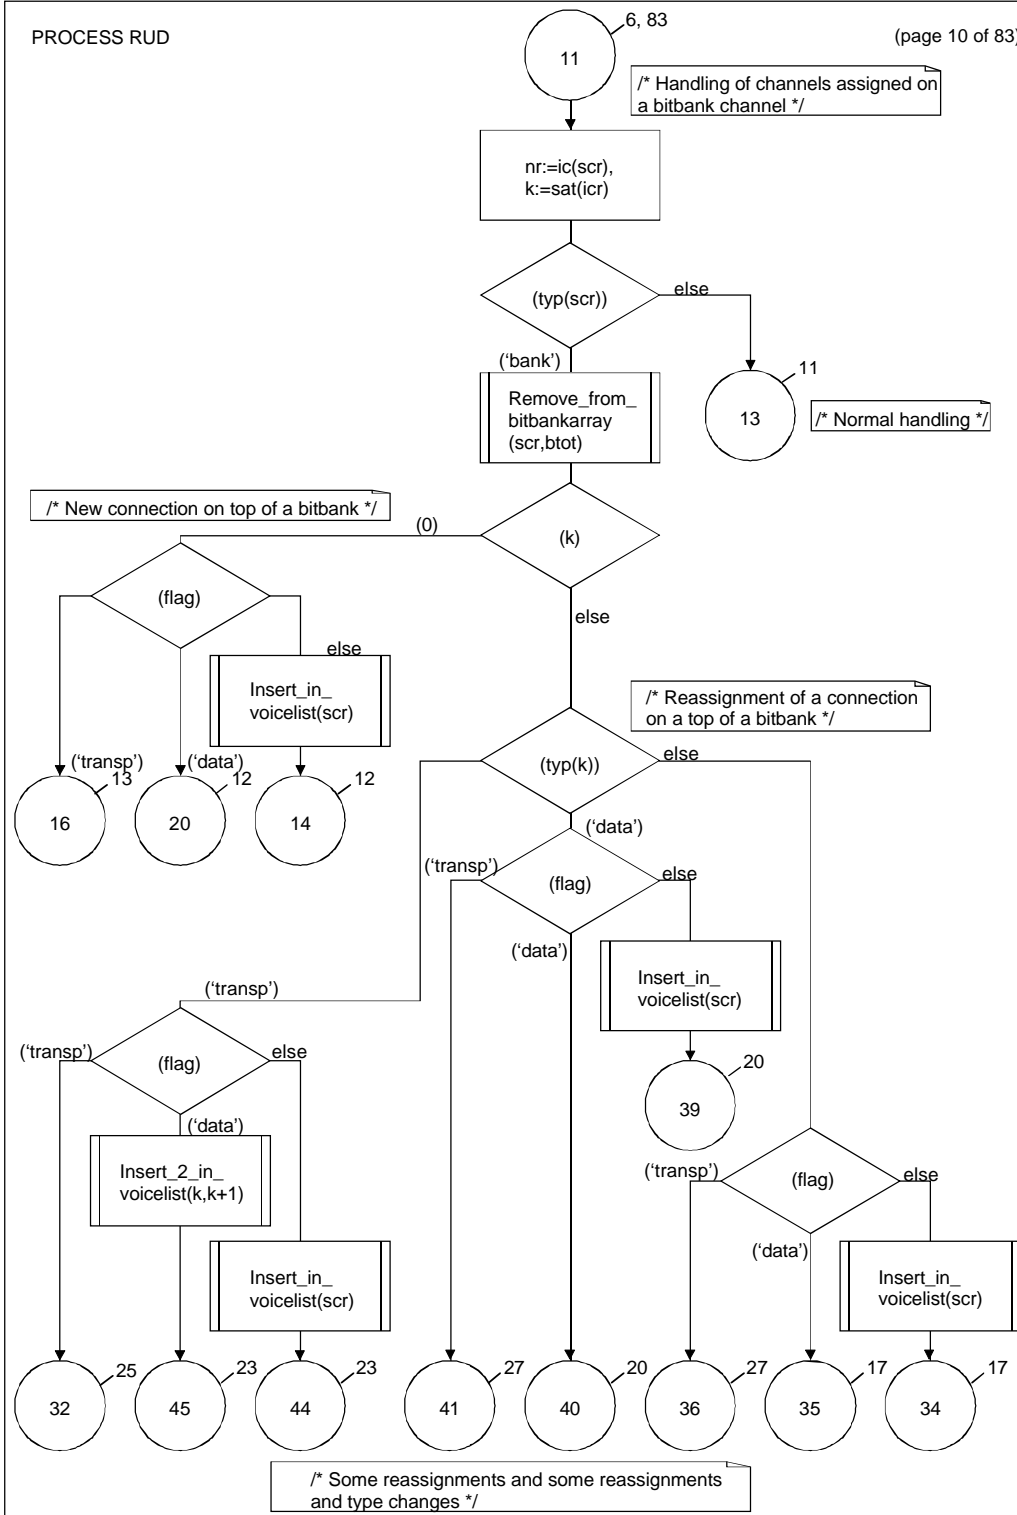 PROCESS RUD
6, 83
(page 10 of 83)
11
/* Handling of channels assigned on
a bitbank channel */
nr:=ic(scr),
k:=sat(icr)
(typ(scr))
else
(‘bank’)
11
Remove_from_
bitbankarray
(scr,btot)
13
/* Normal handling */
/* New connection on top of a bitbank */
(0)
(k)
(flag)
else
else
Insert_in_
voicelist(scr)
/* Reassignment of a connection
on a top of a bitbank */
(‘transp’)
(‘data’)
(typ(k))
else
13
12
12
16
20
14
(‘data’)
(‘transp’)
(flag)
else
(‘data’)
Insert_in_
voicelist(scr)
(‘transp’)
(‘transp’)
(flag)
else
20
39
(‘data’)
Insert_2_in_
voicelist(k,k+1)
(‘transp’)
(flag)
else
(‘data’)
Insert_in_
voicelist(scr)
Insert_in_
voicelist(scr)
25
23
23
27
20
27
17
17
32
45
44
41
40
36
35
34
/* Some reassignments and some reassignments
and type changes */